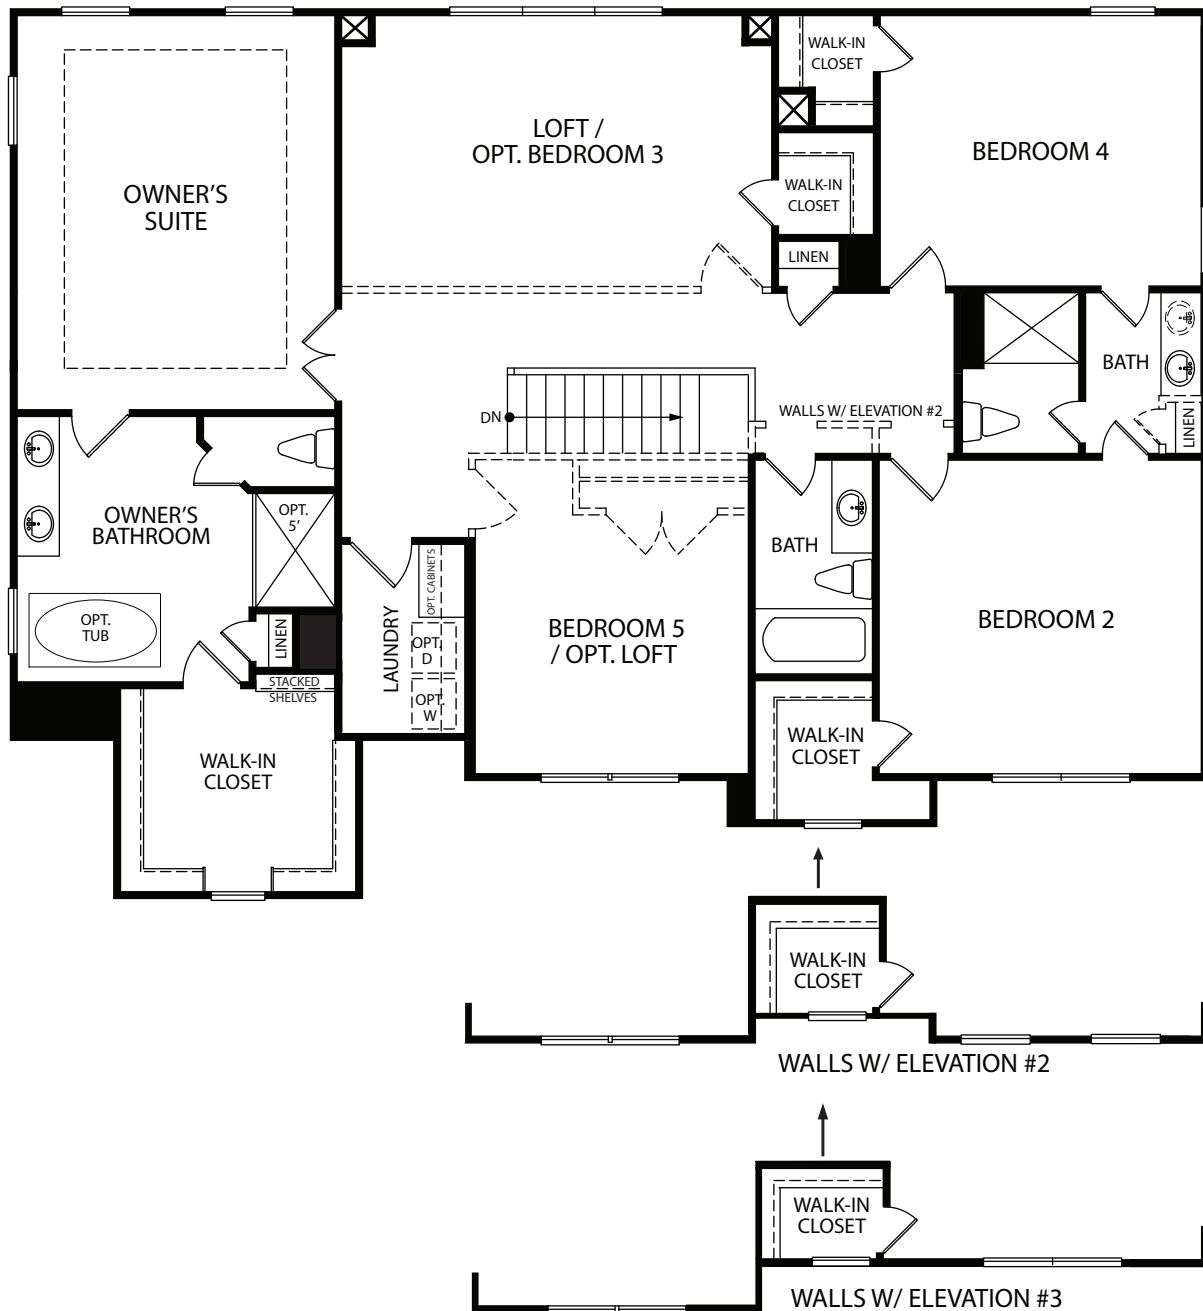 WALK-IN
CLOSET
LOFT /
OPT. BEDROOM 3
BEDROOM 4
OWNER'S
SUITE
WALK-IN
CLOSET
LINEN
BATH
LINEN
DN
WALLS W/ ELEVATION #2
OWNER'S
BATHROOM
OPT.
5'
BATH
OPT. CABINETS
OPT.
TUB
LINEN
LAUNDRY
OPT.
D
OPT.
W
BEDROOM 5
/ OPT. LOFT
BEDROOM 2
STACKED
SHELVES
WALK-IN
CLOSET
WALK-IN
CLOSET
WALK-IN
CLOSET
WALLS W/ ELEVATION #2
WALK-IN
CLOSET
WALLS W/ ELEVATION #3